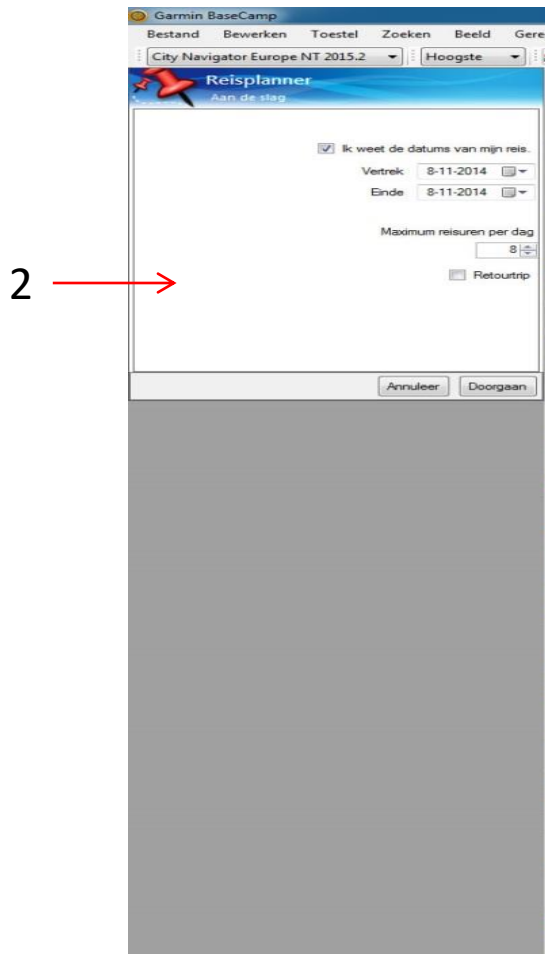 Garmin BaseCamp
Bestand Bewerken Toestel Zoeken Beeld Gere
City Navigator Europe NT 2015.2 Hoogste
Reisplanner
Aan de slag
Ik weet de datums van mijn reis.
Vertrek 8-11-2014
Einde 8-11-2014
Maximum reisuren per dag
8
2
Retourtrip
Annuleer Doorgaan